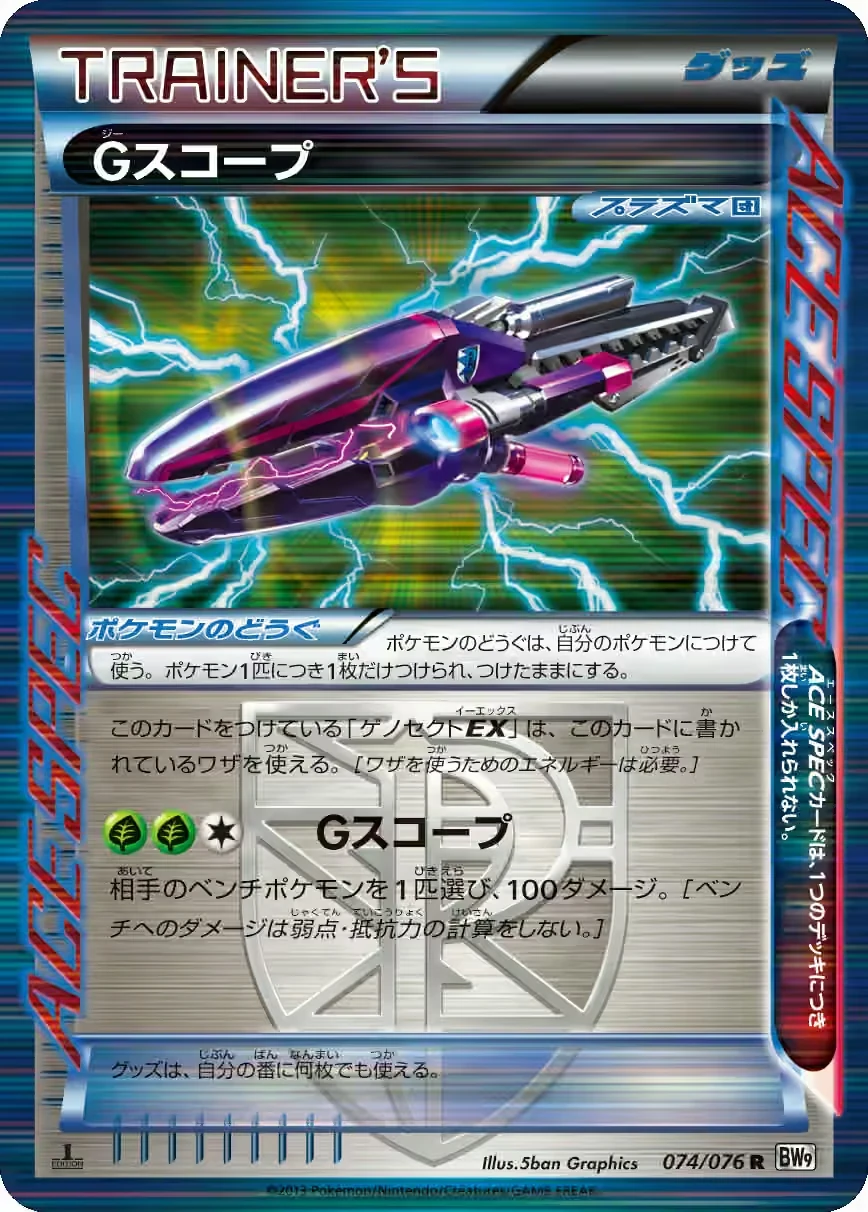 TRAINER'S
グッズ
ジー
Gスコープ
プラズマ団
ACE SPEC
ACE SPEC
ポケモンのどうぐ
ポケモンのどうぐは、自分のポケモンにつけて
使う。ポケモン1匹につき1枚だけつけられ、つけたままにする。
このカードをつけている「ゲノセクトEX」は、このカードに書か
れているワザを使える。[ワザを使うためのエネルギーは必要。]
Gスコープ
相手のベンチポケモンを1匹選び、100ダメージ。[ベン
チへのダメージは弱点・抵抗力の計算をしない。]
ACE SPECカードは、1つのデッキにつき
1枚しか入れられない。
グッズは、自分の番に何枚でも使える。
1
EDITION
Illus.5ban Graphics
074/076 R
BW9
©2013 Pokémon/Nintendo/Creatures/GAME FREAK